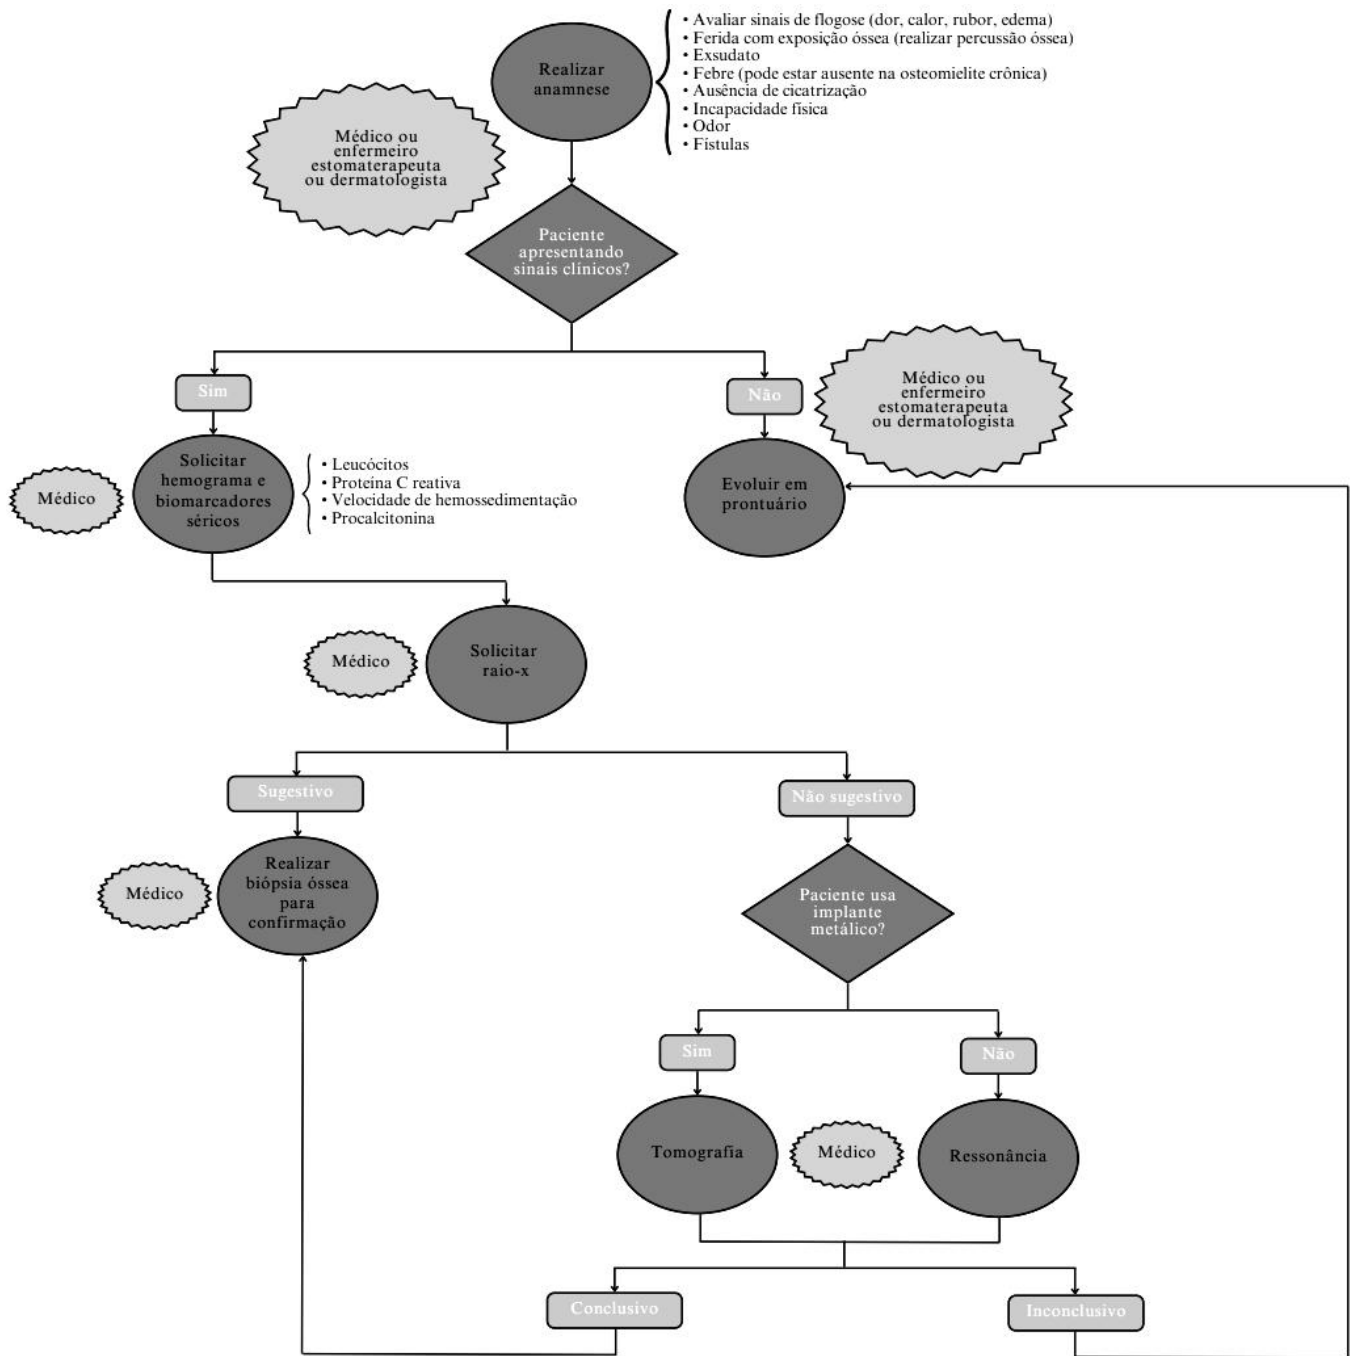 • Avaliar sinais de flogose (dor, calor, rubor, edema)
• Ferida com exposição óssea (realizar percussão óssea)
• Exsudato
• Febre (pode estar ausente na osteomielite crônica)
• Ausência de cicatrização
• Incapacidade física
• Odor
• Fístulas
Realizar
anamnese
Médico ou
enfermeiro
estomaterapeuta
ou dermatologista
Paciente
apresentando
sinais clínicos?
Sim
Não
Médico ou
enfermeiro
estomaterapeuta
ou dermatologista
Médico
Solicitar
hemograma e
biomarcadores
séricos
• Leucócitos
• Proteína C reativa
• Velocidade de hemossedimentação
• Procalcitonina
Evoluir em
prontuário
Médico
Solicitar
raio-x
Sugestivo
Não sugestivo
Médico
Realizar
biópsia óssea
para
confirmação
Paciente usa
implante
metálico?
Sim
Não
Tomografia
Médico
Ressonância
Conclusivo
Inconclusivo